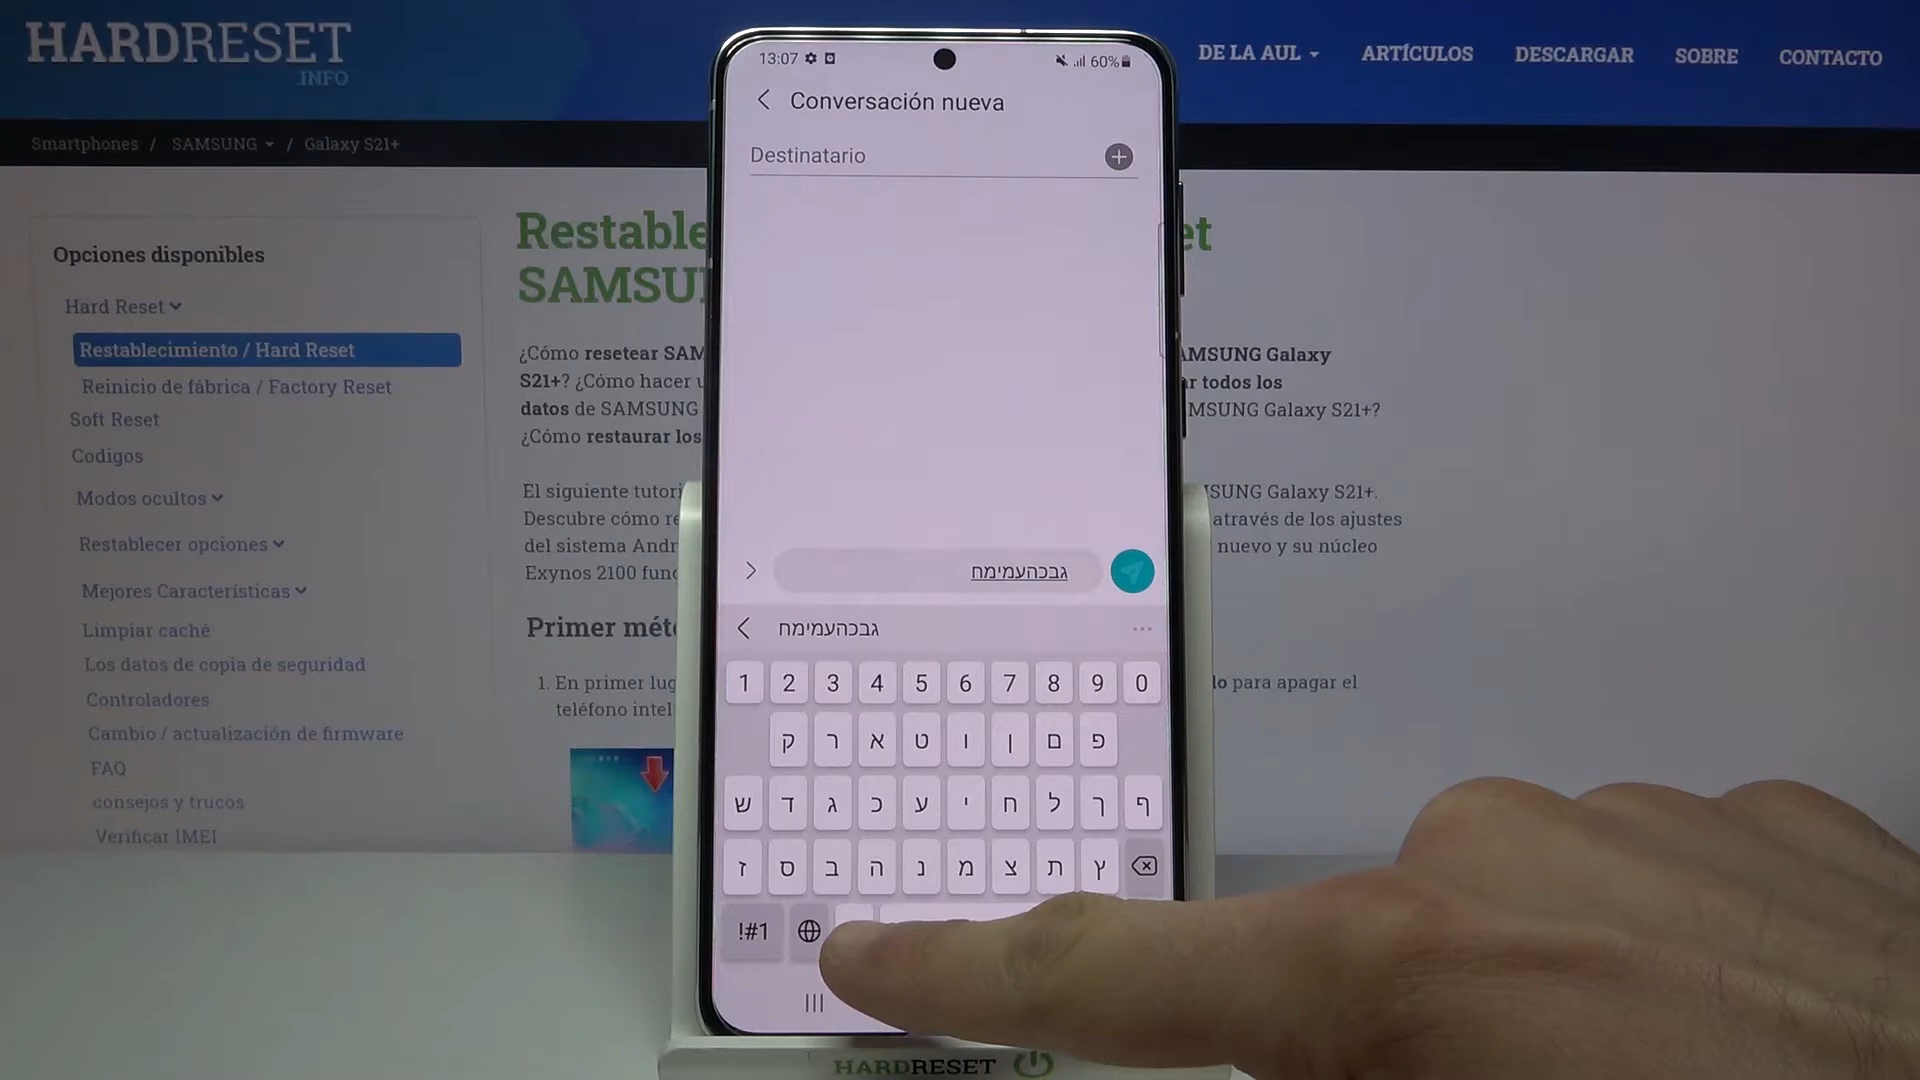 HARDRESET
.INFO
DE LA AUL
ARTÍCULOS
DESCARGAR
SOBRE
CONTACTO
Smartphones / SAMSUNG / Galaxy S21+
Opciones disponibles
Hard Reset
Restablecimiento / Hard Reset
Reinicio de fábrica / Factory Reset
Soft Reset
Codigos
Modos ocultos
Restablecer opciones
Mejores Características
Limpiar caché
Los datos de copia de seguridad
Controladores
Cambio / actualización de firmware
FAQ
consejos y trucos
Verificar IMEI
SAMSU
¿Cómo resetear SAM
S21+? ¿Cómo hacer
datos de SAMSUNG
¿Cómo restaurar los
AMSUNG Galaxy
r todos los
MSUNG Galaxy S21+?
El siguiente tutori
Descubre cómo re
del sistema Andr
Exynos 2100 fun
SUNG Galaxy S21+.
através de los ajustes
nuevo y su núcleo
Primer mét
1. En primer lug
teléfono intel
lo para apagar el
13:07
60%
Conversación nueva
Destinatario
גבכהעמימח
גבכהעמימח
1 2 3 4 5 6 7 8 9 0
ק ר א ט ו ן ם פ
ש ד ג כ ע י ח ל ך ף
ז ס ב ה נ מ צ ת ץ
!#1
HARDRESET